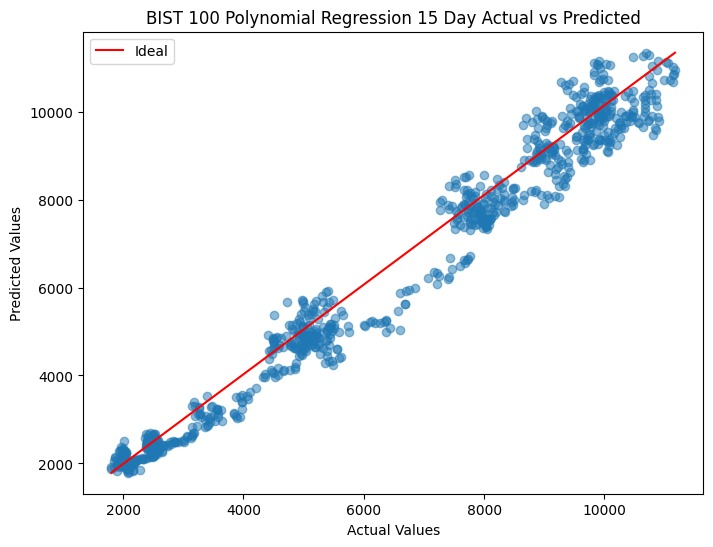 BIST 100 Polynomial Regression 15 Day Actual vs Predicted
Ideal
Predicted Values
10000
8000
6000
4000
2000
2000 4000 6000 8000 10000
Actual Values